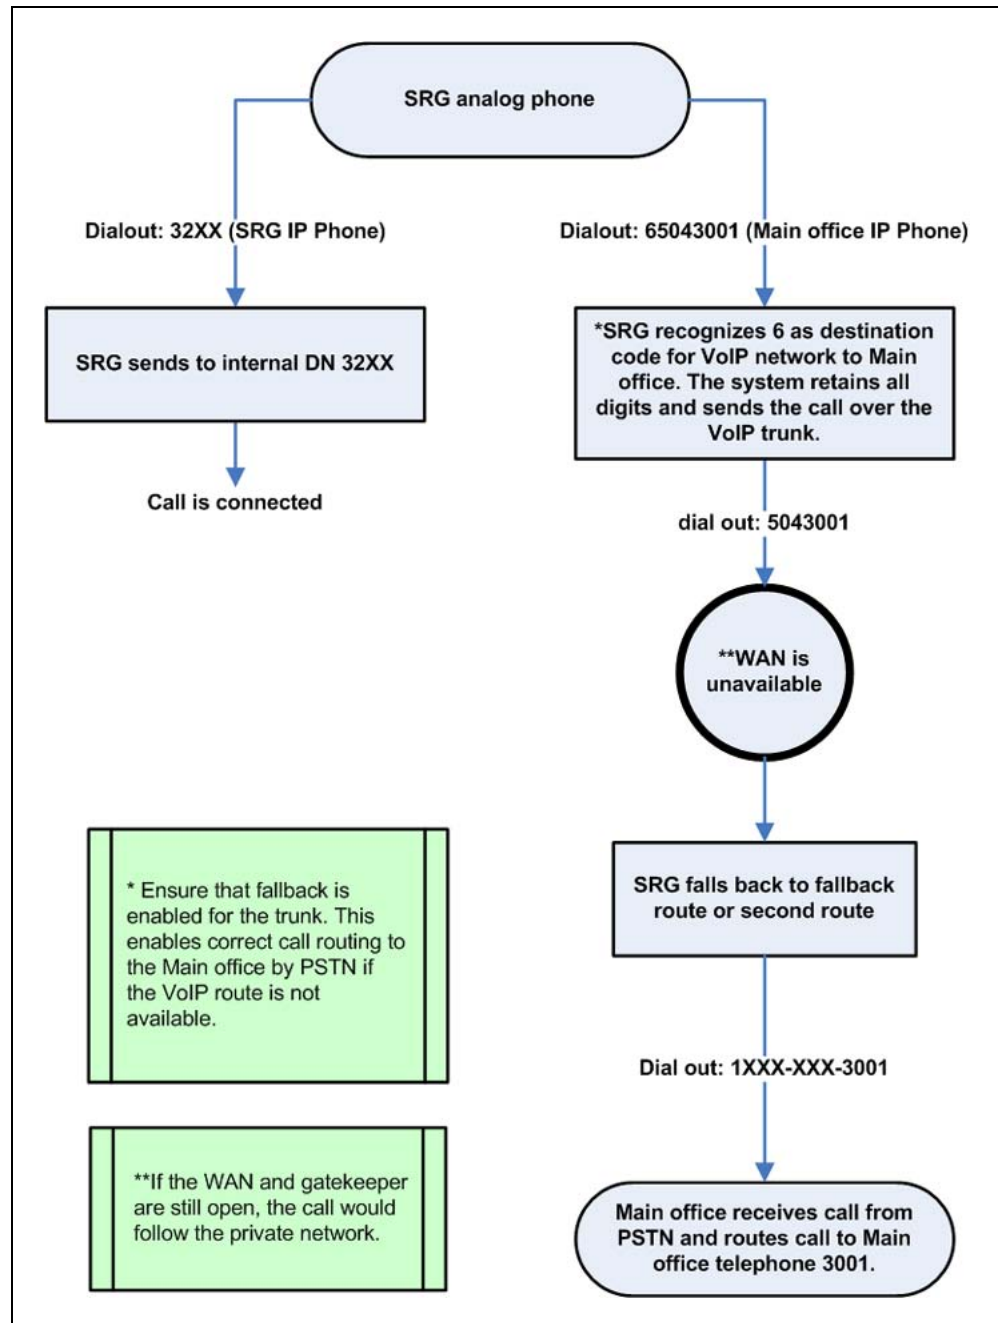 SRG analog phone
Dialout: 32XX (SRG IP Phone)
Dialout: 65043001 (Main office IP Phone)
SRG sends to internal DN 32XX
*SRG recognizes 6 as destination
code for VoIP network to Main
office. The system retains all
digits and sends the call over the
VoIP trunk.
Call is connected
dial out: 5043001
**WAN is
unavailable
SRG falls back to fallback
route or second route
* Ensure that fallback is
enabled for the trunk. This
enables correct call routing to
the Main office by PSTN if
the VoIP route is not
available.
Dial out: 1XXX-XXX-3001
**If the WAN and gatekeeper
are still open, the call would
follow the private network.
Main office receives call from
PSTN and routes call to Main
office telephone 3001.